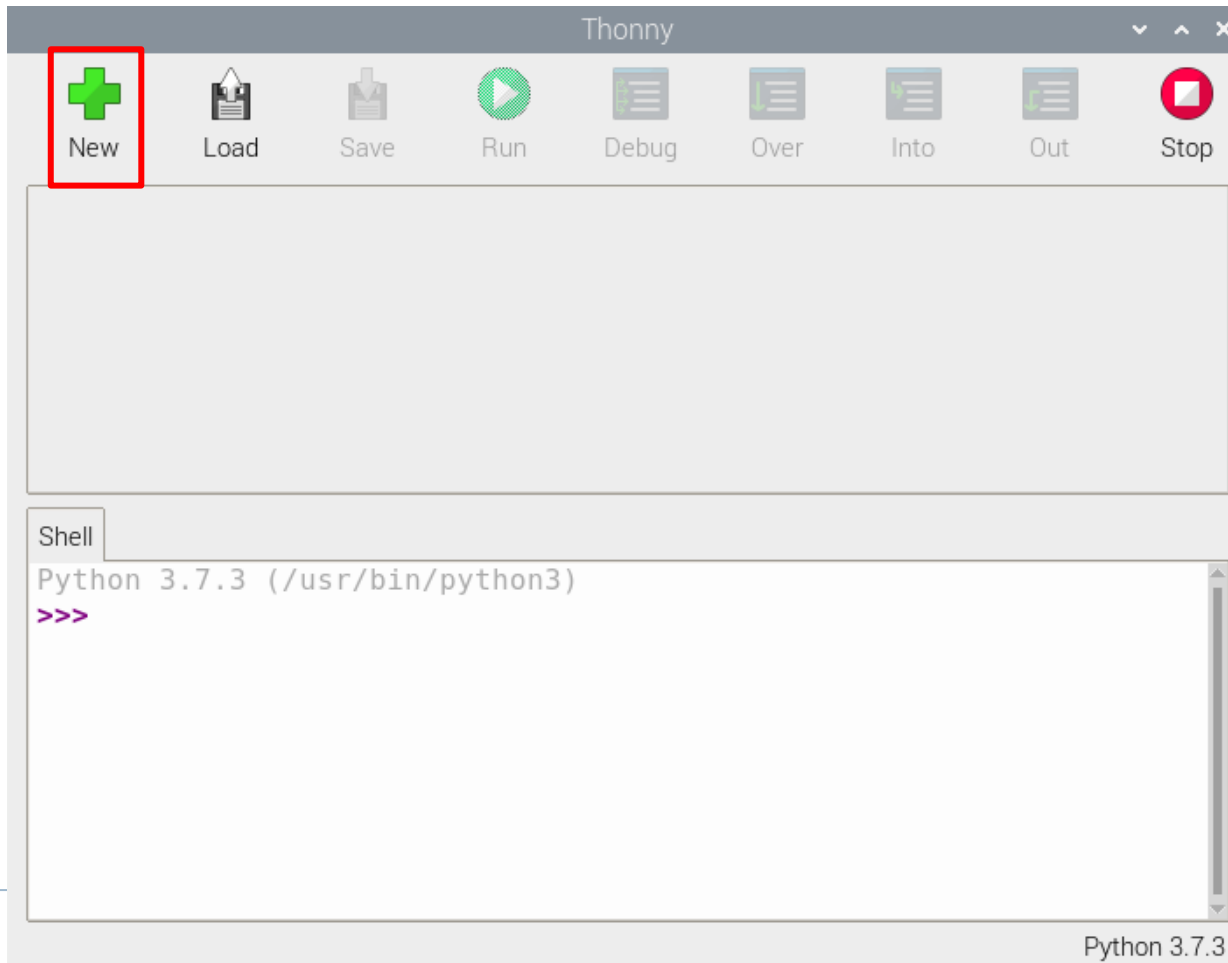 Thonny
New Load Save Run Debug Over Into Out Stop
Shell
Python 3.7.3 (/usr/bin/python3)
>>>
Python 3.7.3